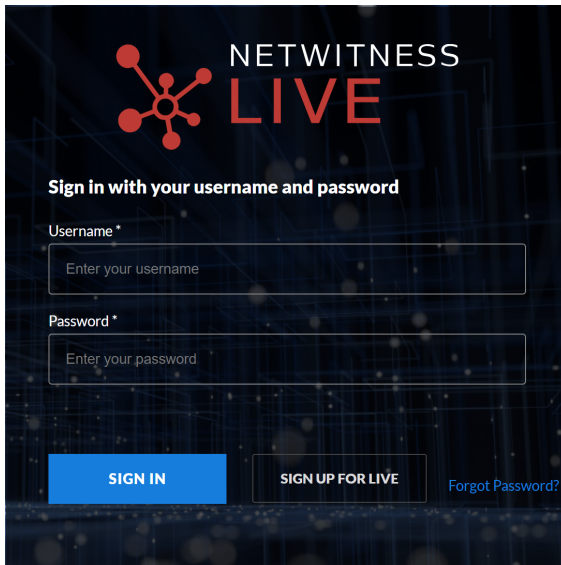 NETWITNESS
LIVE
Sign in with your username and password
Username *
Enter your username
Password *
Enter your password
SIGN IN
SIGN UP FOR LIVE
Forgot Password?